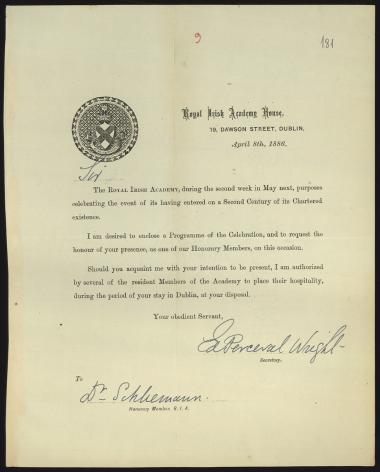 9
181
Royal Irish Academy House,
19, DAWSON STREET, DUBLIN,
April 8th, 1886.
Sir
The ROYAL IRISH ACADEMY, during the second week in May next, purposes
celebrating the event of its having entered on a Second Century of its Chartered
existence.
I am desired to enclose a Programme of the Celebration, and to request the
honour of your presence, as one of our Honorary Members, on this occasion.
Should you acquaint me with your intention to be present, I am authorized
by several of the resident Members of the Academy to place their hospitality,
during the period of your stay in Dublin, at your disposal.
Your obedient Servant,
Ed Perceval Wright
Secretary.
To
Dr Schliemann.
Honorary Member, R.I.A.